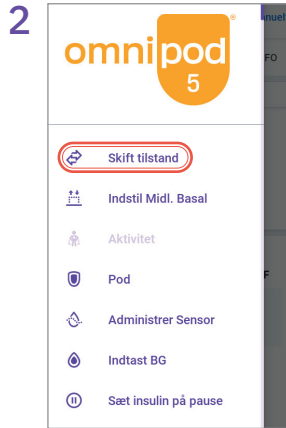 2
omnipod
5
Skift tilstand
Indstil Midl. Basal
Aktivitet
Pod
Administrer Sensor
Indtast BG
Sæt insulin på pause